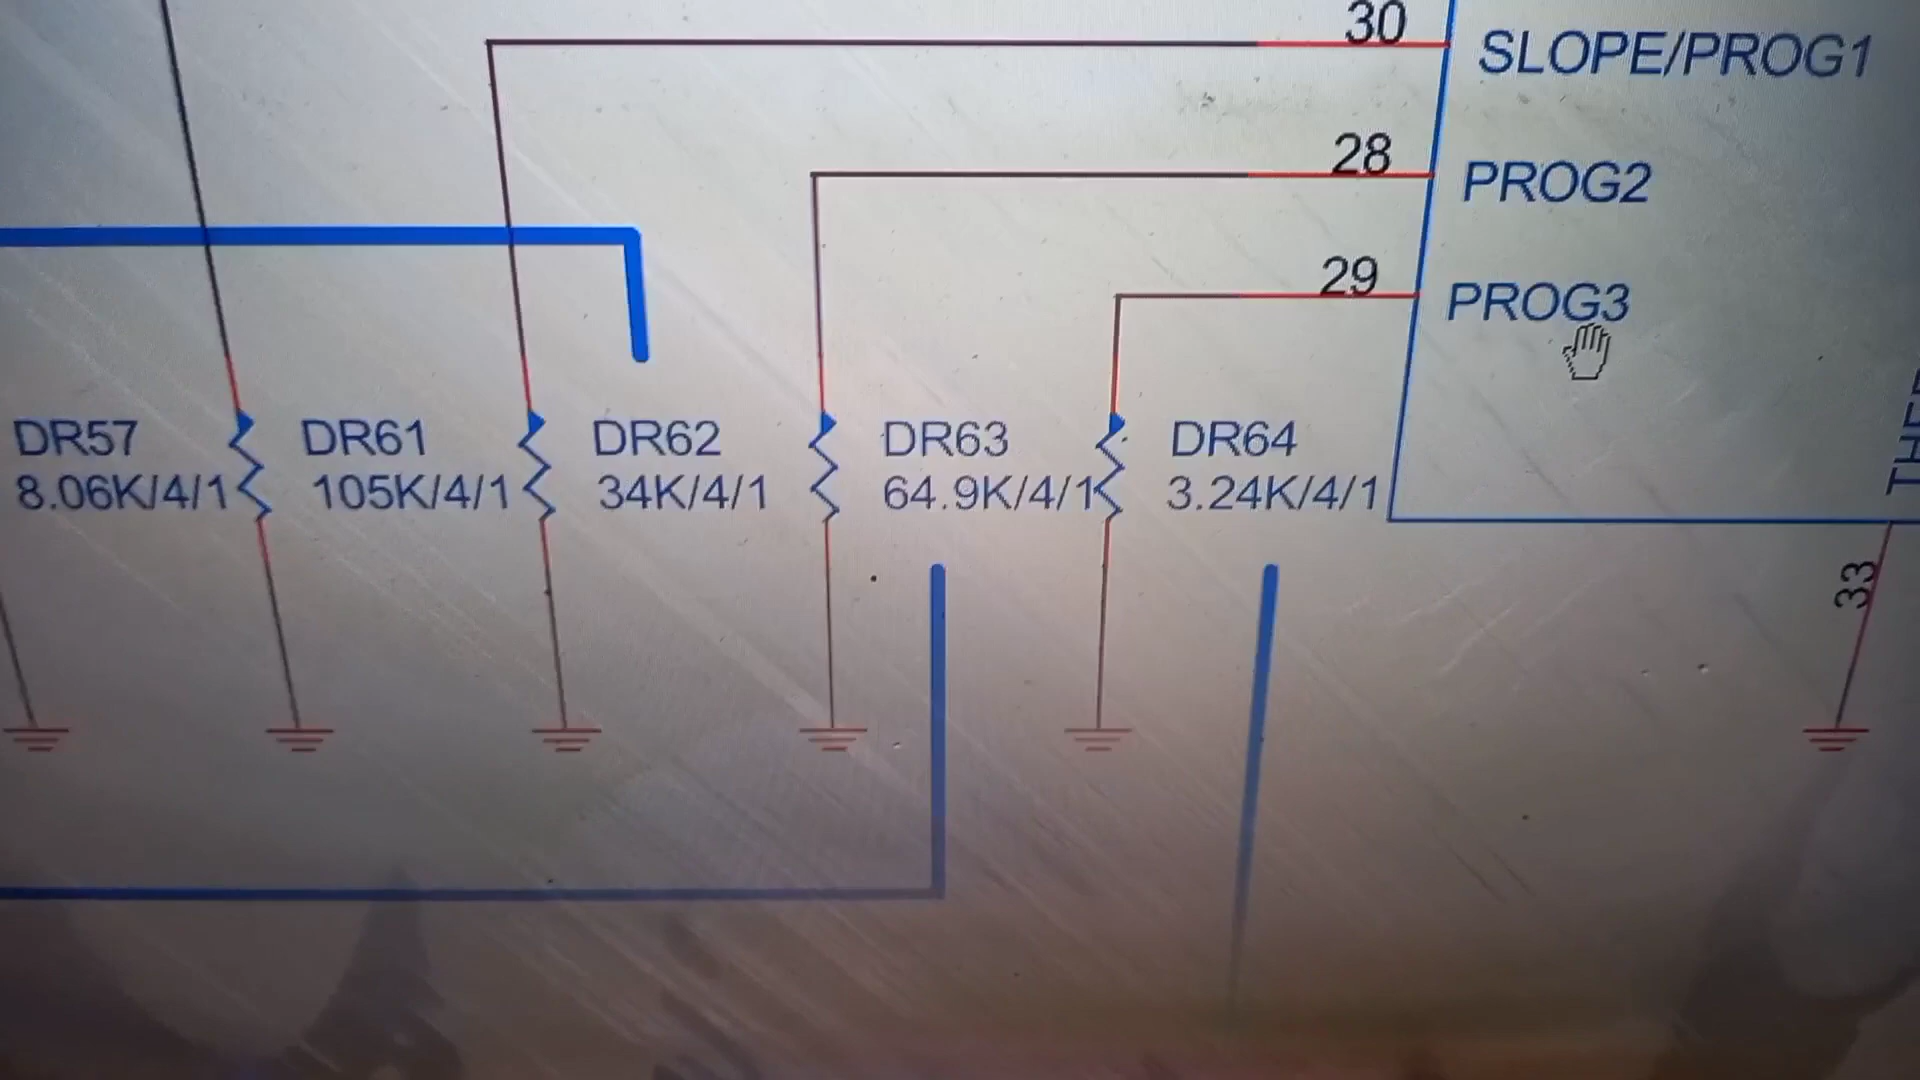 30
SLOPE/PROG1
28
PROG2
29
PROG3
DR57
8.06K/4/1
DR61
105K/4/1
DR62
34K/4/1
DR63
64.9K/4/1
DR64
3.24K/4/1
33